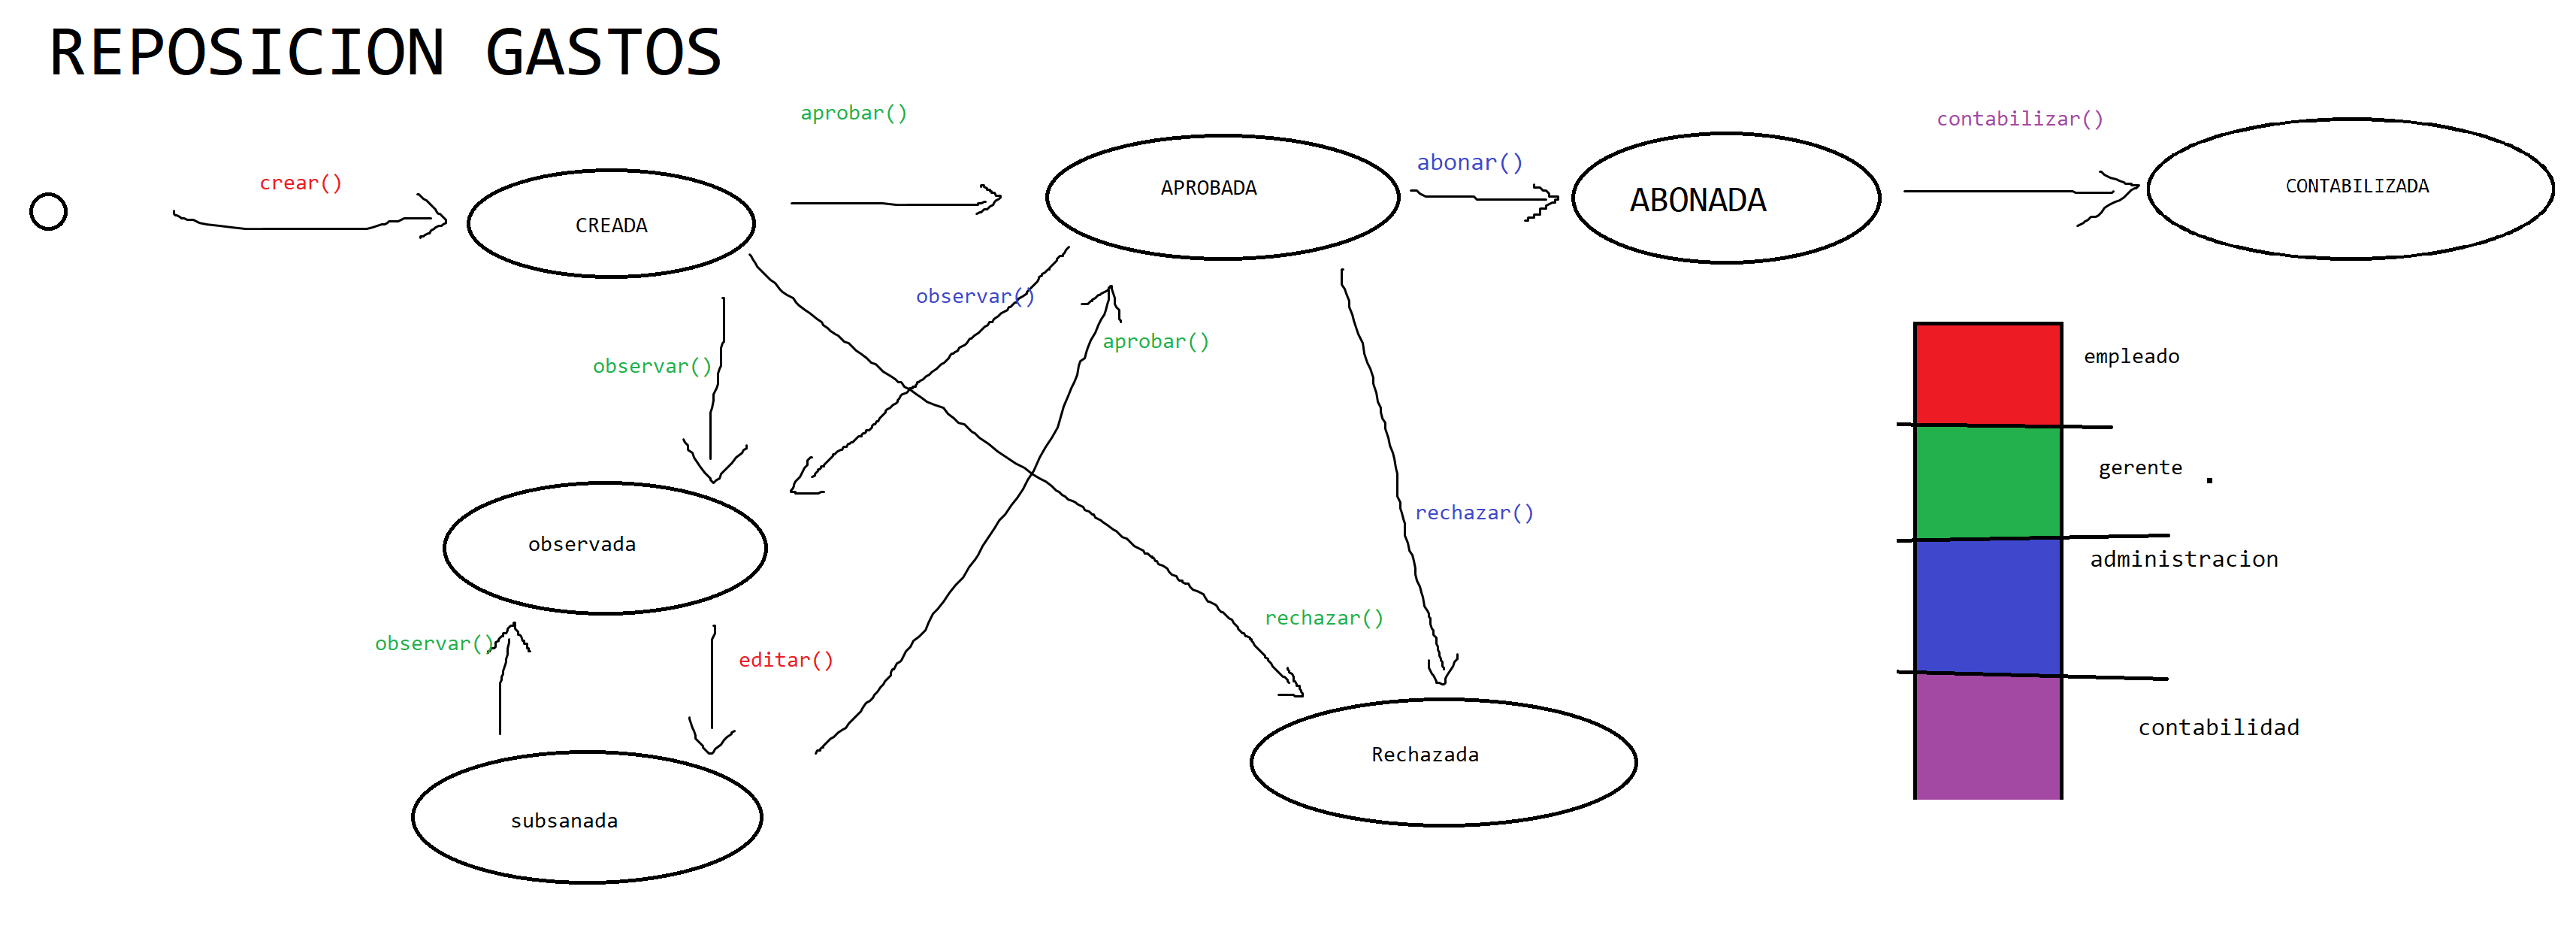 REPOSICION GASTOS
aprobar()
contabilizar()
crear()
abonar()
CREADA
APROBADA
ABONADA
CONTABILIZADA
observar()
observar()
aprobar()
empleado
gerente
rechazar()
observada
administracion
observar()
editar()
rechazar()
contabilidad
subsanada
Rechazada